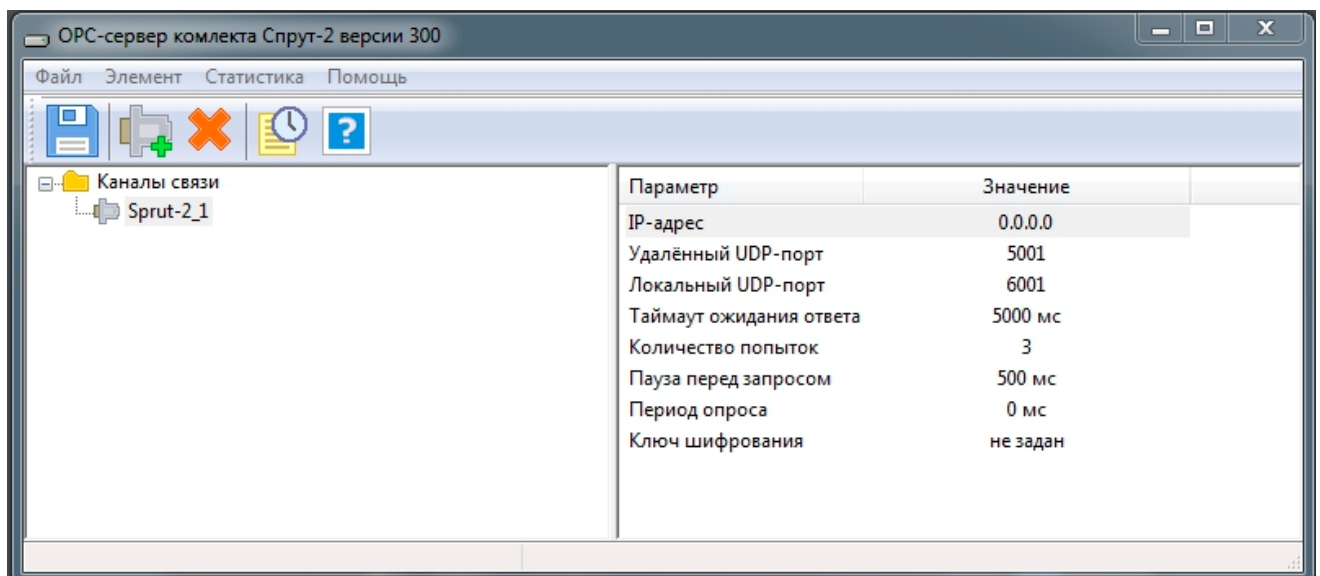 ОРС-сервер комлекта Спрут-2 версии 300
Файл Элемент Статистика Помощь
Каналы связи
Sprut-2_1
Параметр Значение
IP-адрес 0.0.0.0
Удалённый UDP-порт 5001
Локальный UDP-порт 6001
Таймаут ожидания ответа 5000 мс
Количество попыток 3
Пауза перед запросом 500 мс
Период опроса 0 мс
Ключ шифрования не задан